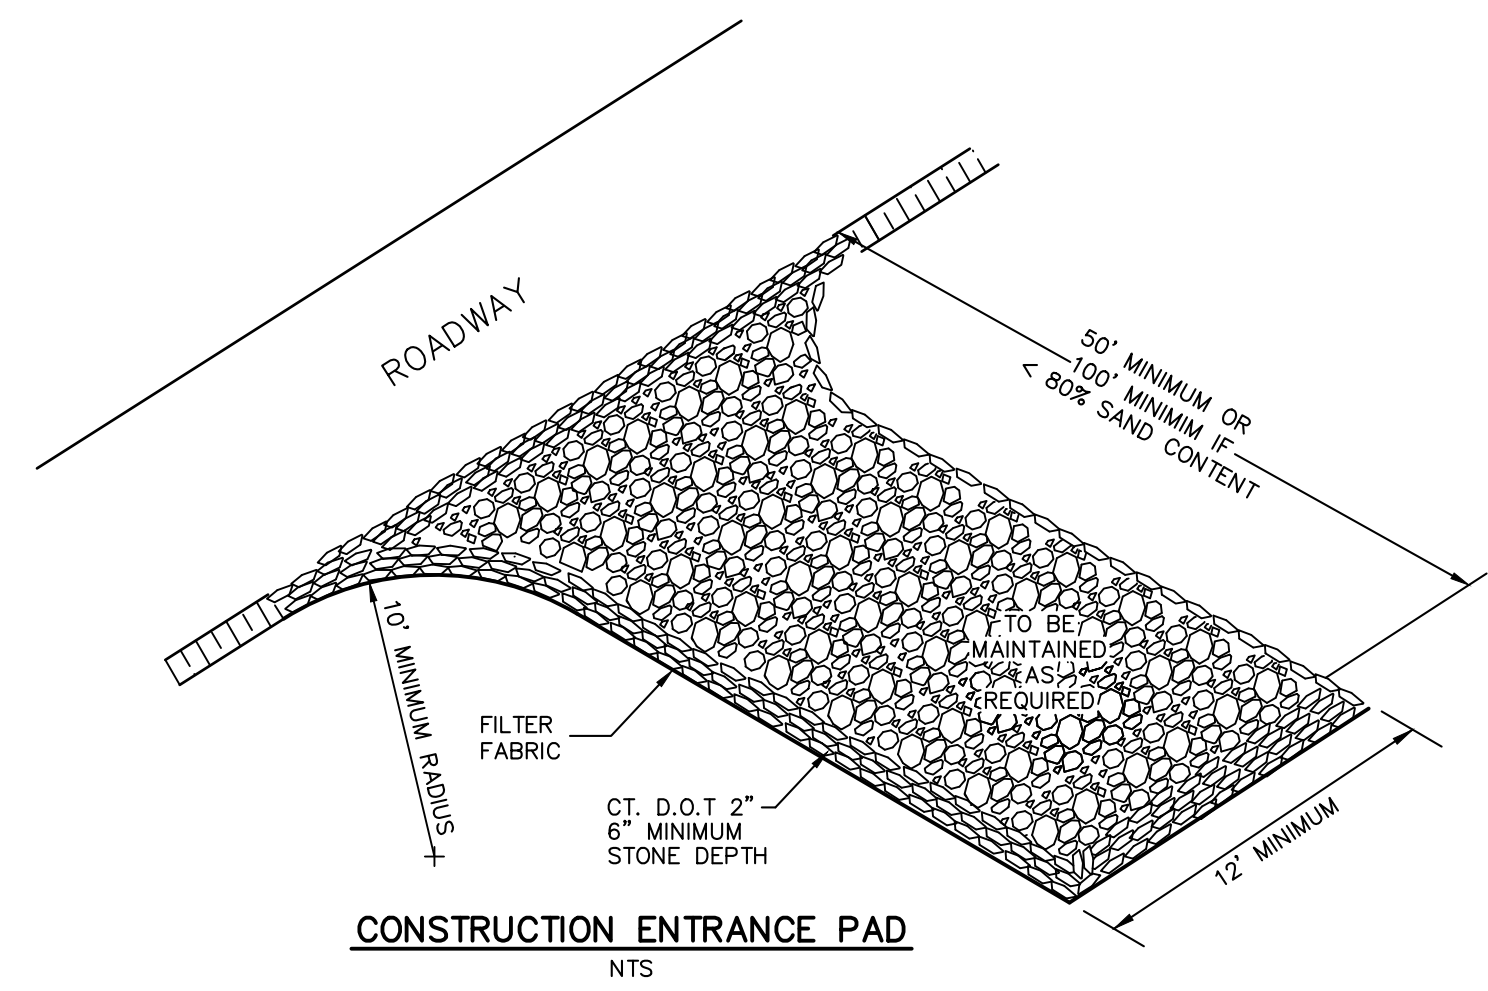 ROADWAY
50' MINIMUM OR
100' MINIMIM IF
< 80% SAND CONTENT
TO BE
MAINTAINED
AS
REQUIRED
10' MINIMUM RADIUS
FILTER
FABRIC
CT. D.O.T 2"
6" MINIMUM
STONE DEPTH
12' MINIMUM
CONSTRUCTION ENTRANCE PAD
NTS